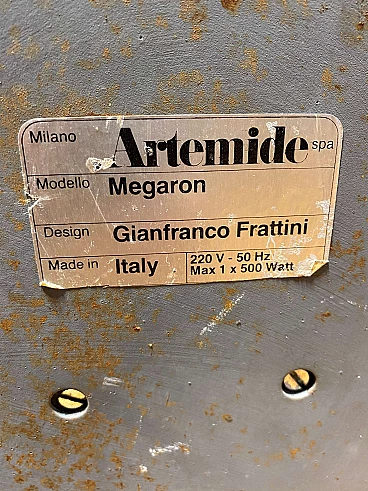 Milano Artemide spa
Modello Megaron
Design Gianfranco Frattini
Made in Italy 220 V - 50 Hz
Max 1 x 500 Watt